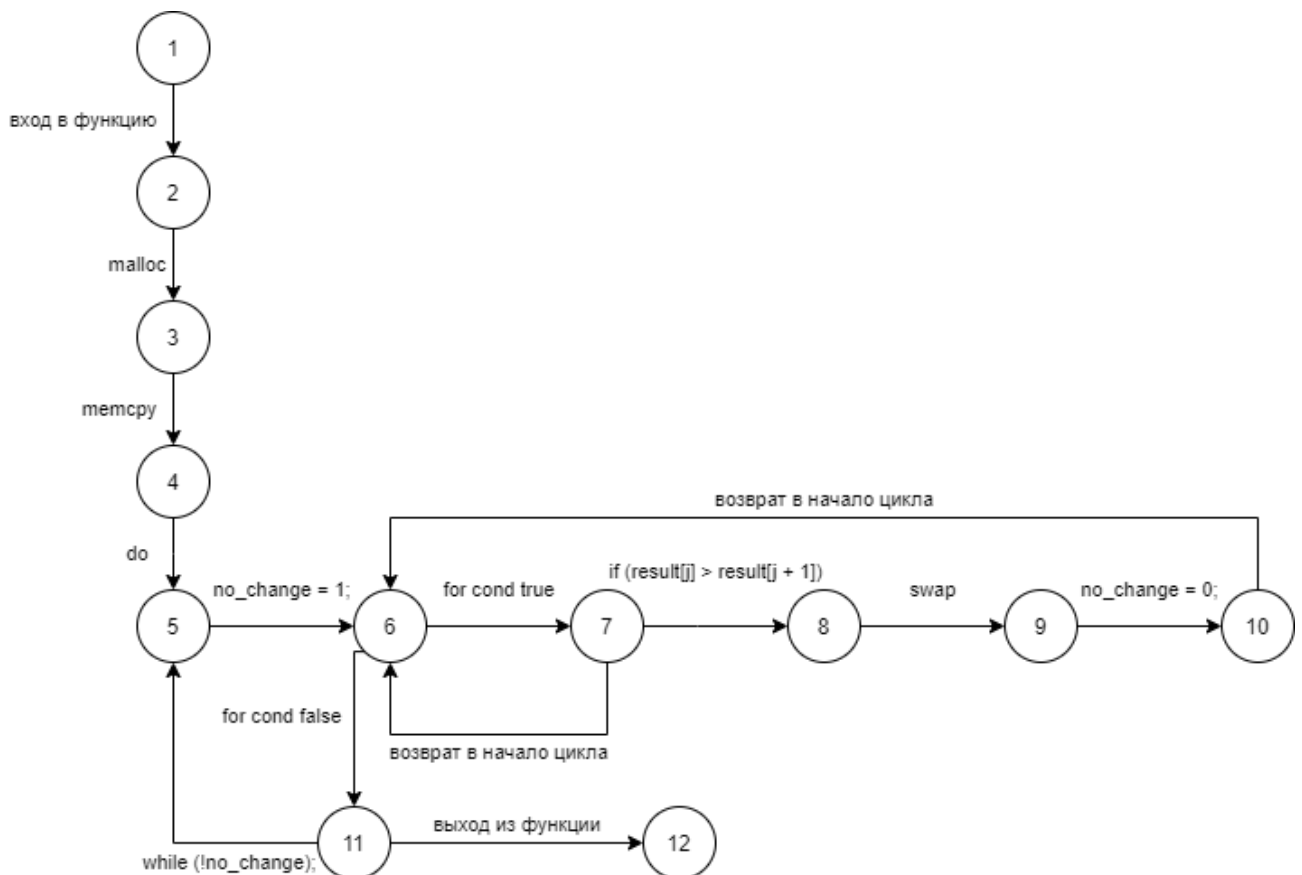 1
вход в функцию
2
malloc
3
memcpy
4
возврат в начало цикла
do
no_change = 1;
for cond true
if (result[j] > result[j + 1])
swap
no_change = 0;
5
6
7
8
9
10
for cond false
возврат в начало цикла
11
выход из функции
12
while (!no_change);